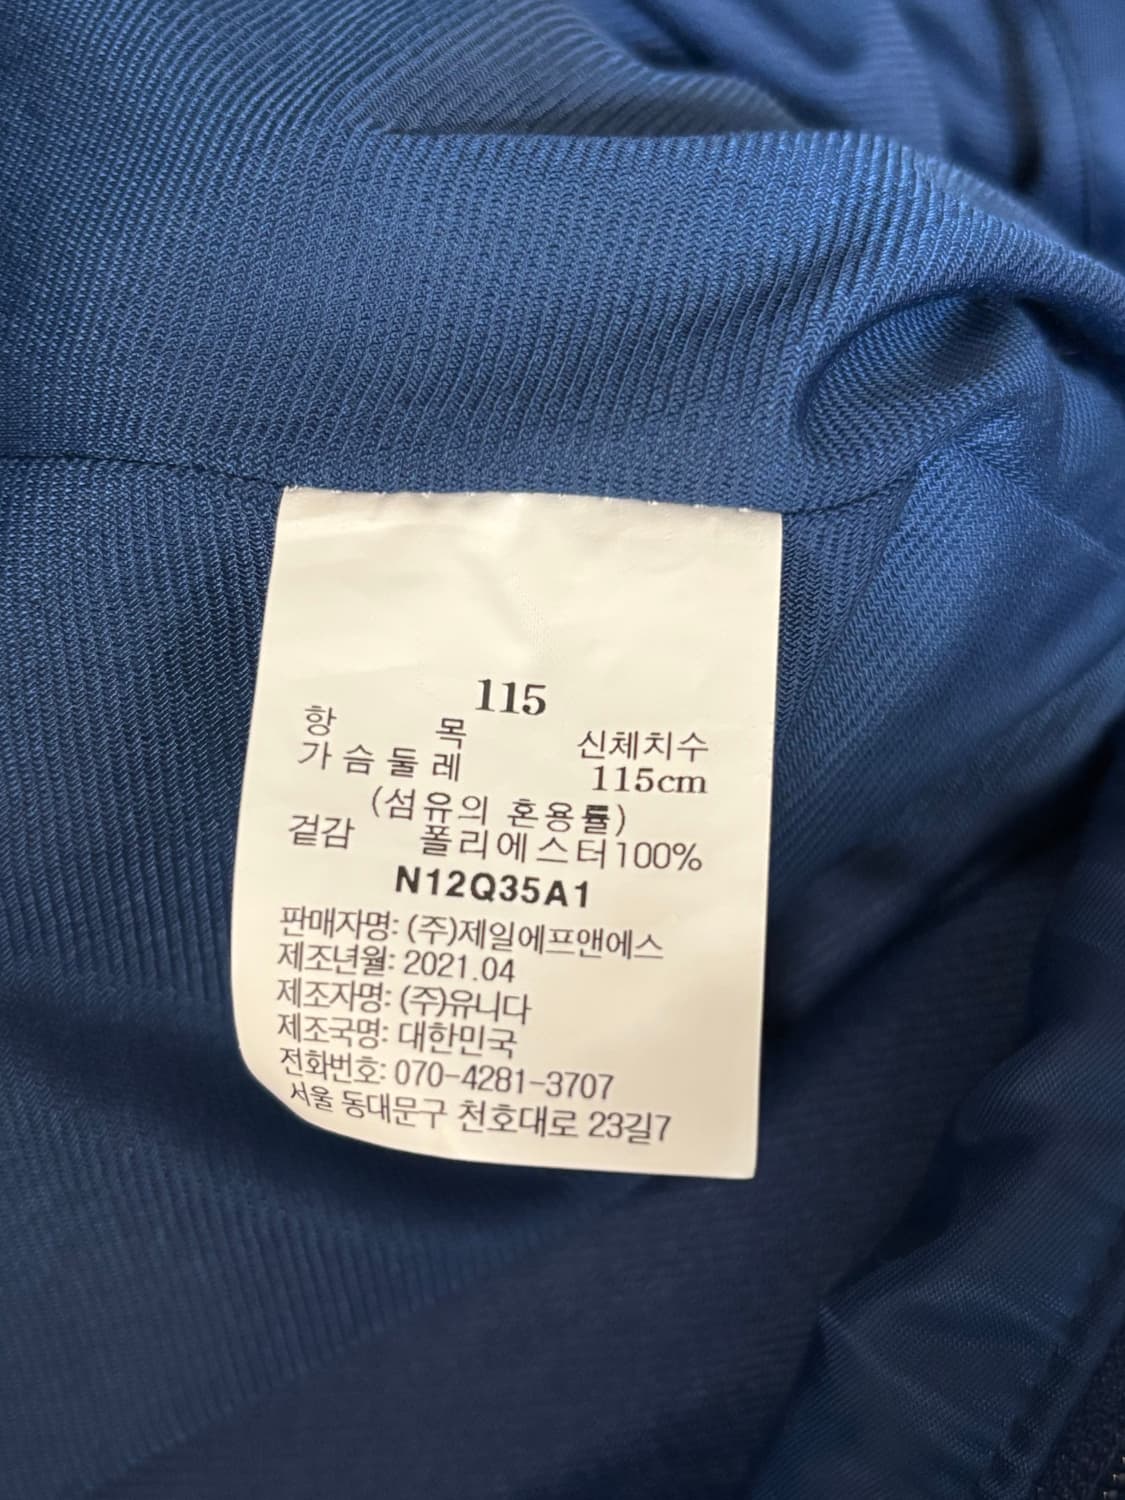 115
항 목 신체치수
가슴둘레 115cm
(섬유의 혼용률)
겉감 폴리에스터100%
N12Q35A1
판매자명: (주)제일에프앤에스
제조년월: 2021.04
제조자명: (주)유니다
제조국명: 대한민국
전화번호: 070-4281-3707
서울 동대문구 천호대로 23길7